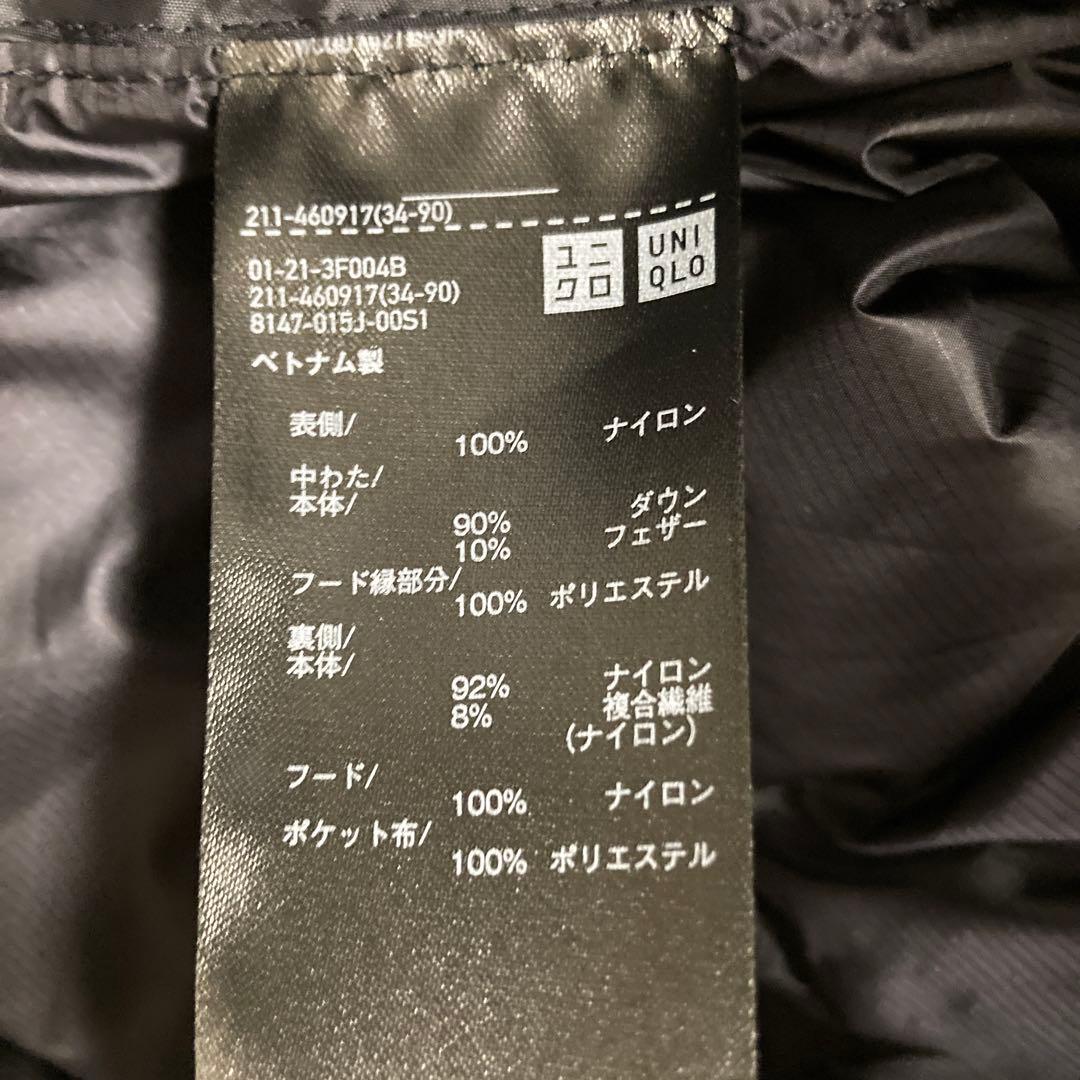 211-460917(34-90)
ユニ
クロ
UNI
QLO
01-21-3F004B
211-460917(34-90)
8147-015J-00S1
ベトナム製
表側/
100% ナイロン
中わた/
本体/
90% ダウン
10% フェザー
フード縁部分/
100% ポリエステル
裏側/
本体/
92% ナイロン
8% 複合繊維
(ナイロン)
フード/
100% ナイロン
ポケット布/
100% ポリエステル